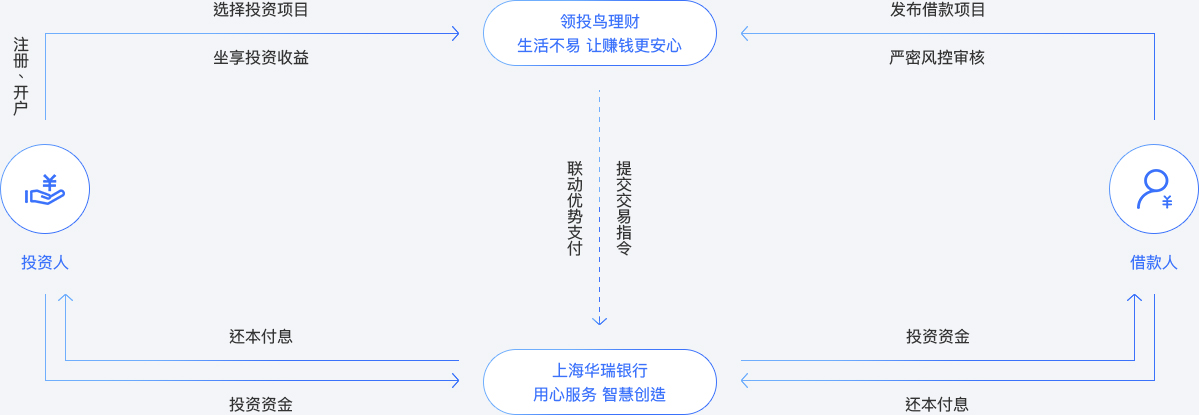 选择投资项目
领投鸟理财
发布借款项目
生活不易 让赚钱更安心
注册、开户
坐享投资收益
严密风控审核
联动优势支付
提交交易指令
投资人
借款人
还本付息
投资资金
上海华瑞银行
用心服务 智慧创造
投资资金
还本付息